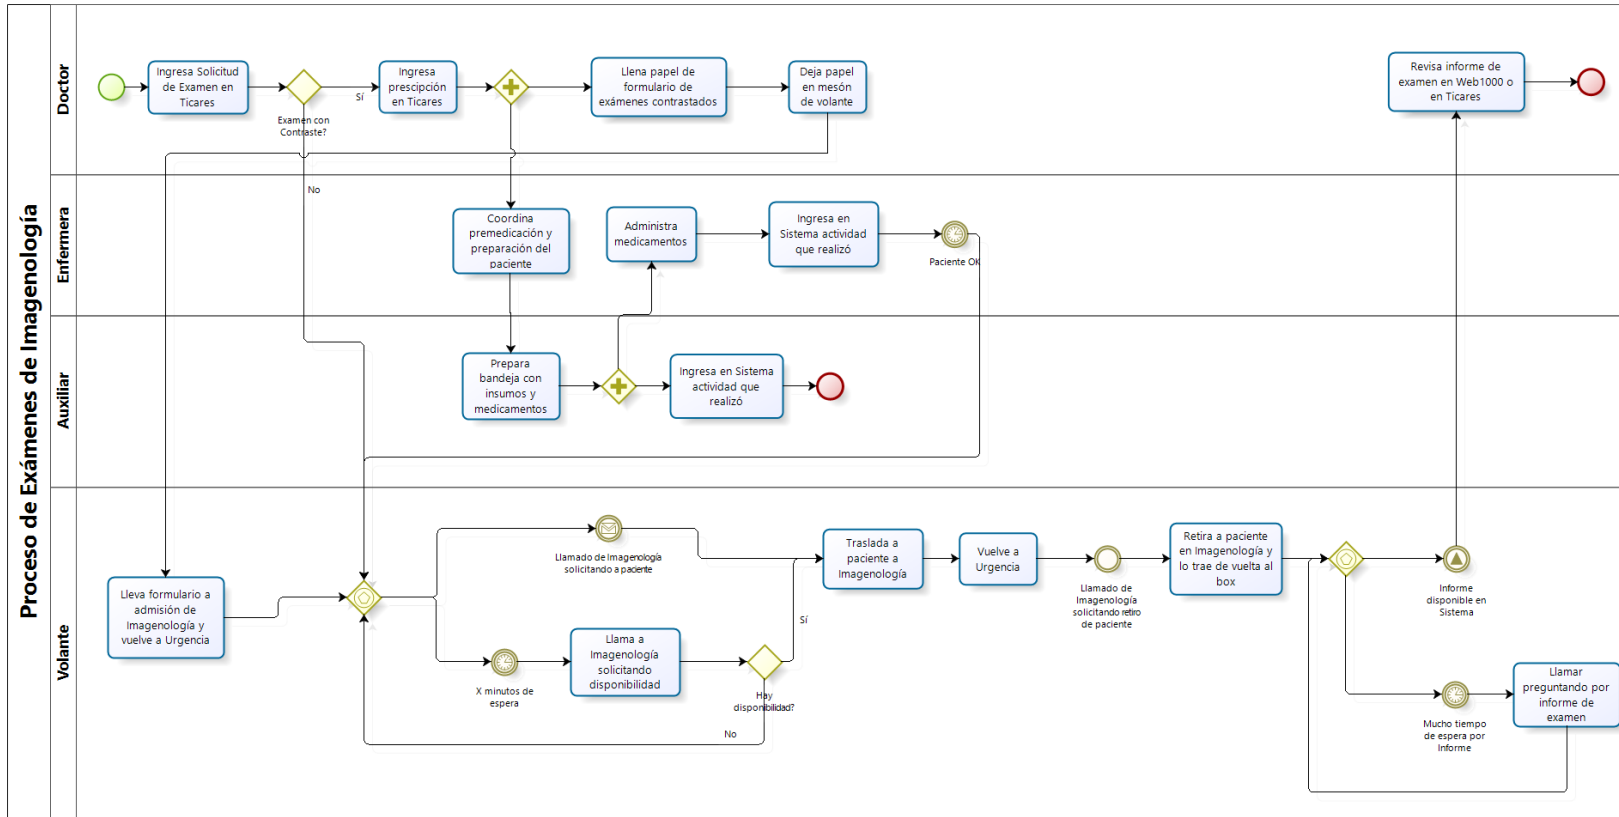 Proceso de Exámenes de Imagenología
Doctor
Ingresa Solicitud
de Examen en
Ticares
Examen con
Contraste?
Sí
No
Ingresa
prescipción
en Ticares
Llena papel de
formulario de
exámenes contrastados
Deja papel
en mesón
de volante
Revisa informe de
examen en Web1000 o
en Ticares
Enfermera
Coordina
premedicación y
preparación del
paciente
Administra
medicamentos
Ingresa en
Sistema actividad
que realizó
Paciente OK
Auxiliar
Prepara
bandeja con
insumos y
medicamentos
Ingresa en Sistema
actividad que
realizó
Volante
Lleva formulario a
admisión de
Imagenología y
vuelve a Urgencia
Llamado de Imagenología
solicitando a paciente
X minutos de
espera
Llama a
Imagenología
solicitando
disponibilidad
Hay
disponibilidad?
Sí
No
Traslada a
paciente a
Imagenología
Vuelve a
Urgencia
Llamado de
Imagenología
solicitando retiro
de paciente
Retira a paciente
en Imagenología y
lo trae de vuelta al
box
Informe
disponible en
Sistema
Mucho tiempo
de espera por
Informe
Llamar
preguntando por
informe de
examen